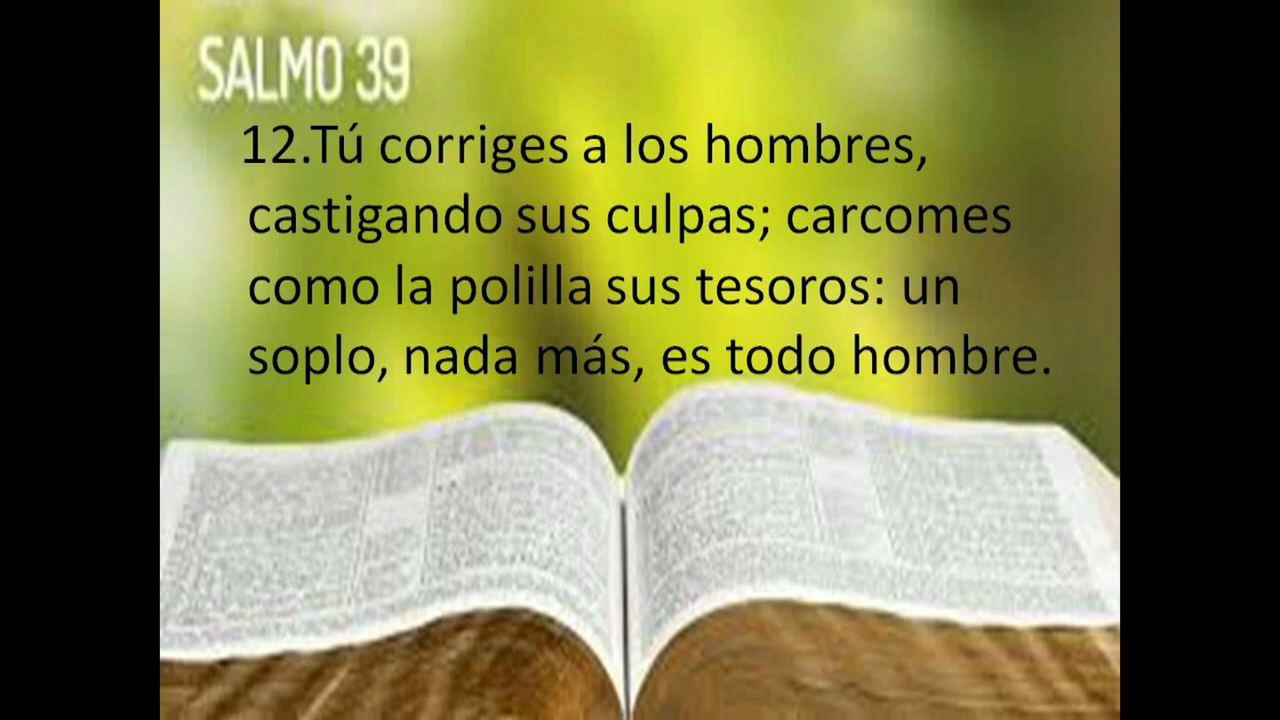 SALMO 39
12.Tú corriges a los hombres,
castigando sus culpas; carcomes
como la polilla sus tesoros: un
soplo, nada más, es todo hombre.